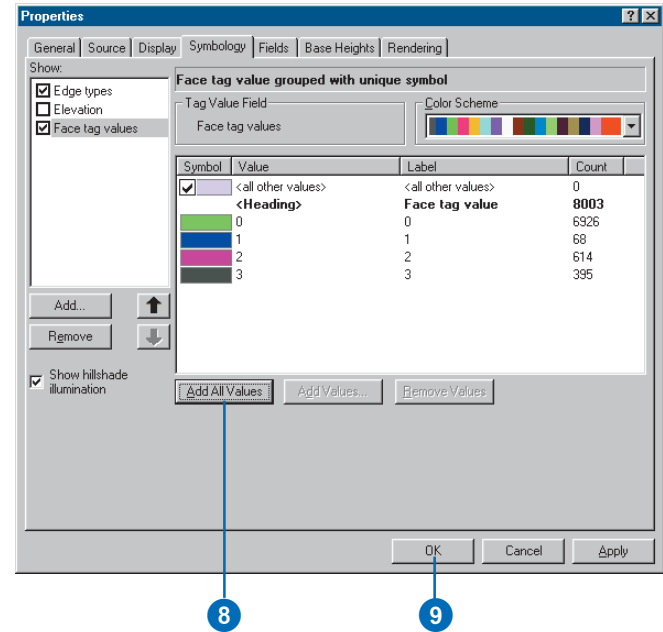 Properties
General Source Display Symbology Fields Base Heights Rendering
Show:
Edge types
Elevation
Face tag values
Face tag value grouped with unique symbol
Tag Value Field
Face tag values
Color Scheme
Symbol Value Label Count
<all other values> <all other values> 0
<Heading> Face tag value 8003
0 0 6926
1 1 68
2 2 614
3 3 395
Add...
Remove
Show hillshade
illumination
Add All Values Add Values... Remove Values
OK Cancel Apply
8 9